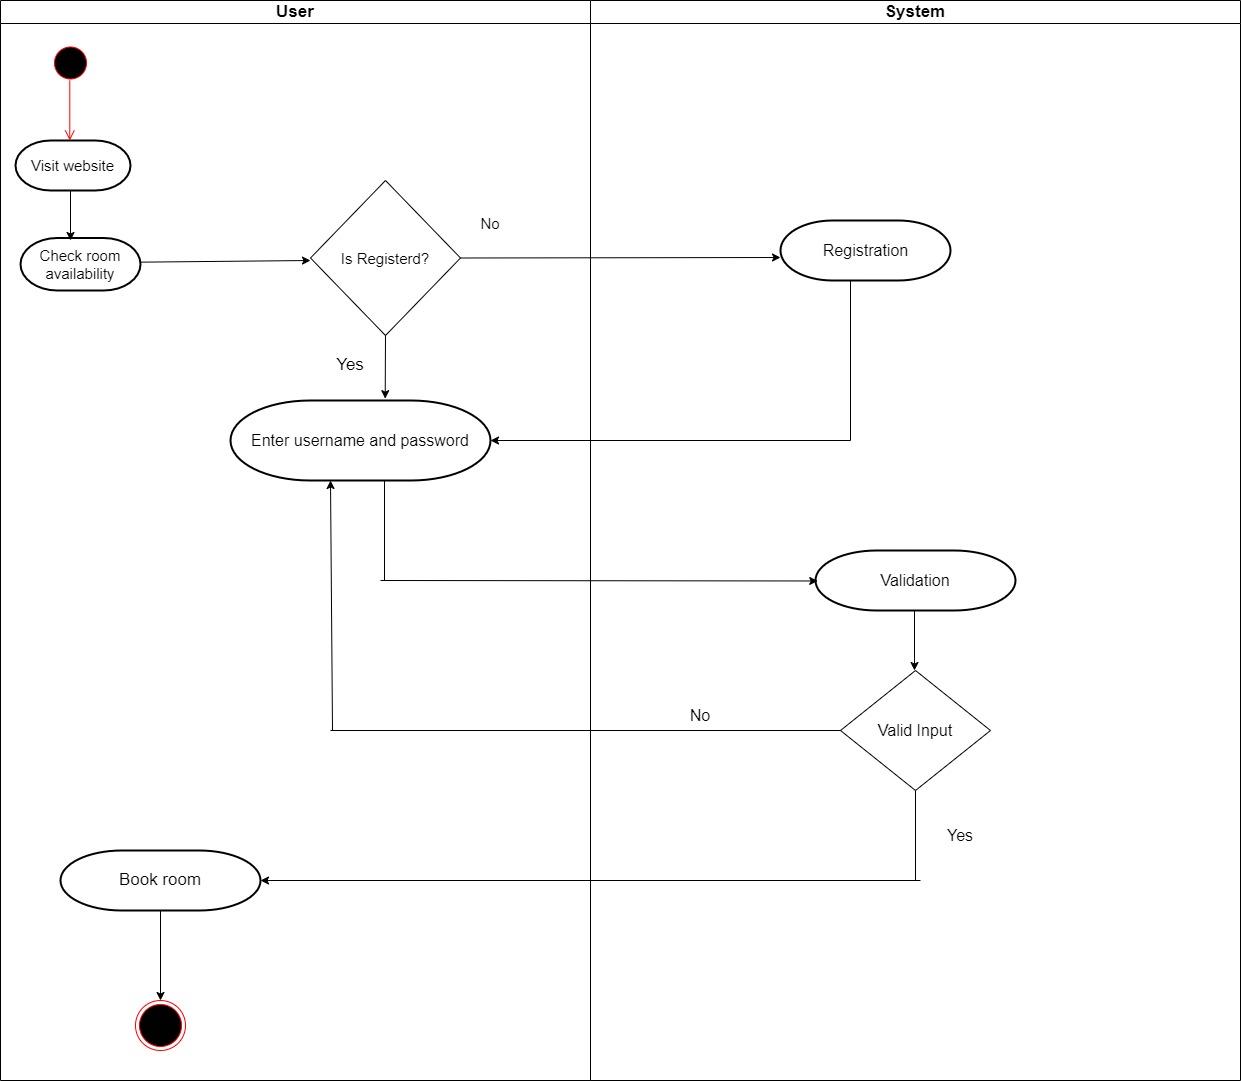 User
System
Visit website
Check room
availability
Is Registerd?
No
Registration
Yes
Enter username and password
Validation
No
Valid Input
Yes
Book room